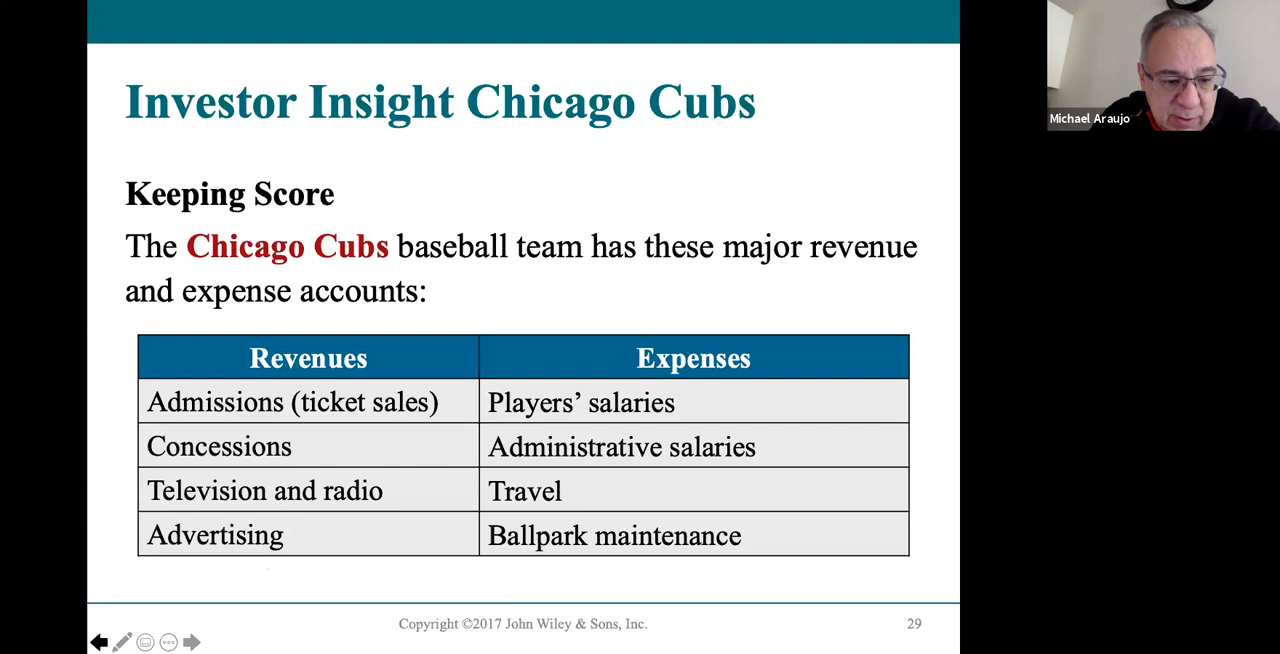 Investor Insight Chicago Cubs
Michael Araujo
Keeping Score
The Chicago Cubs baseball team has these major revenue
and expense accounts:
Revenues Expenses
Admissions (ticket sales) Players’ salaries
Concessions Administrative salaries
Television and radio Travel
Advertising Ballpark maintenance
Copyright ©2017 John Wiley & Sons, Inc. 29